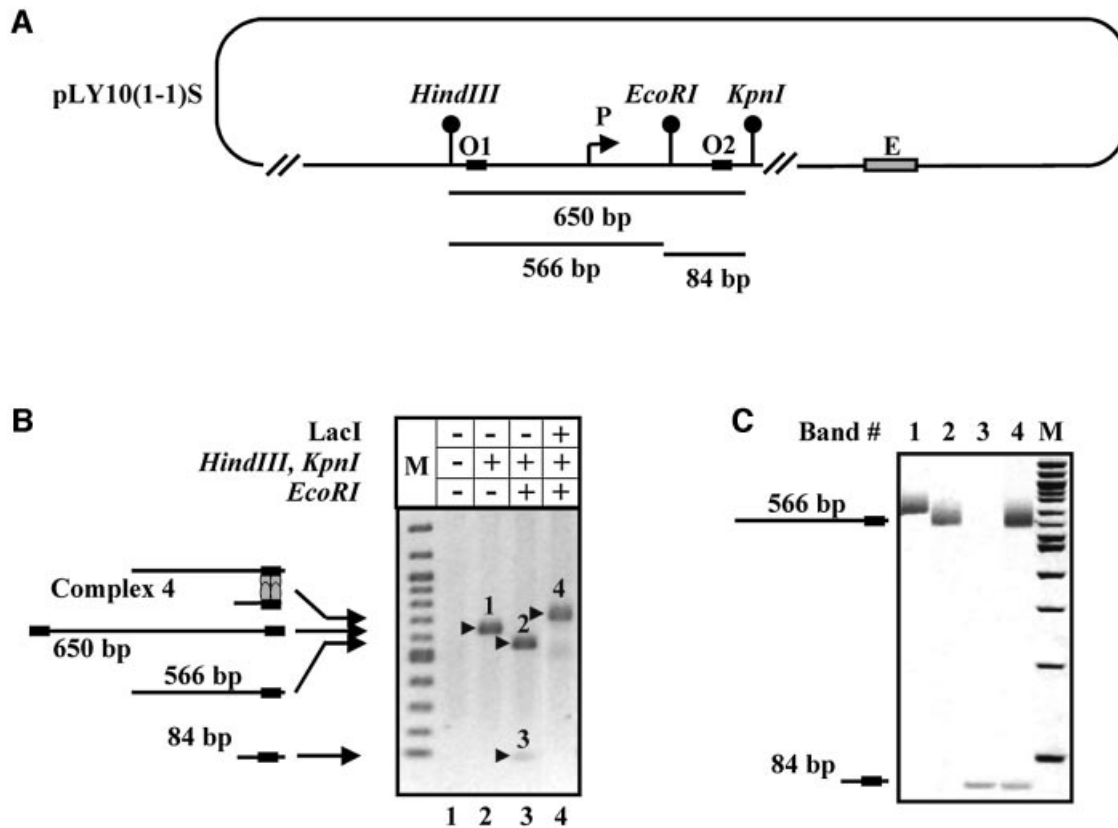 A
pLY10(1-1)S
HindIII
EcoRI
KpnI
P
O1
O2
E
650 bp
566 bp
84 bp
B
LacI - - - +
HindIII, KpnI - + + +
EcoRI - - + +
M
Complex 4
650 bp
566 bp
84 bp
1
2
3
4
1 2 3 4
C
Band # 1 2 3 4 M
566 bp
84 bp